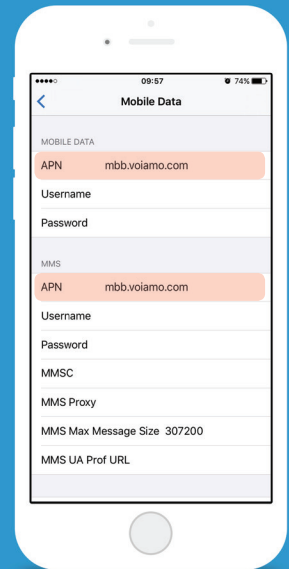 09:57 74%
Mobile Data
MOBILE DATA
APN mbb.voiamo.com
Username
Password
MMS
APN mbb.voiamo.com
Username
Password
MMSC
MMS Proxy
MMS Max Message Size 307200
MMS UA Prof URL